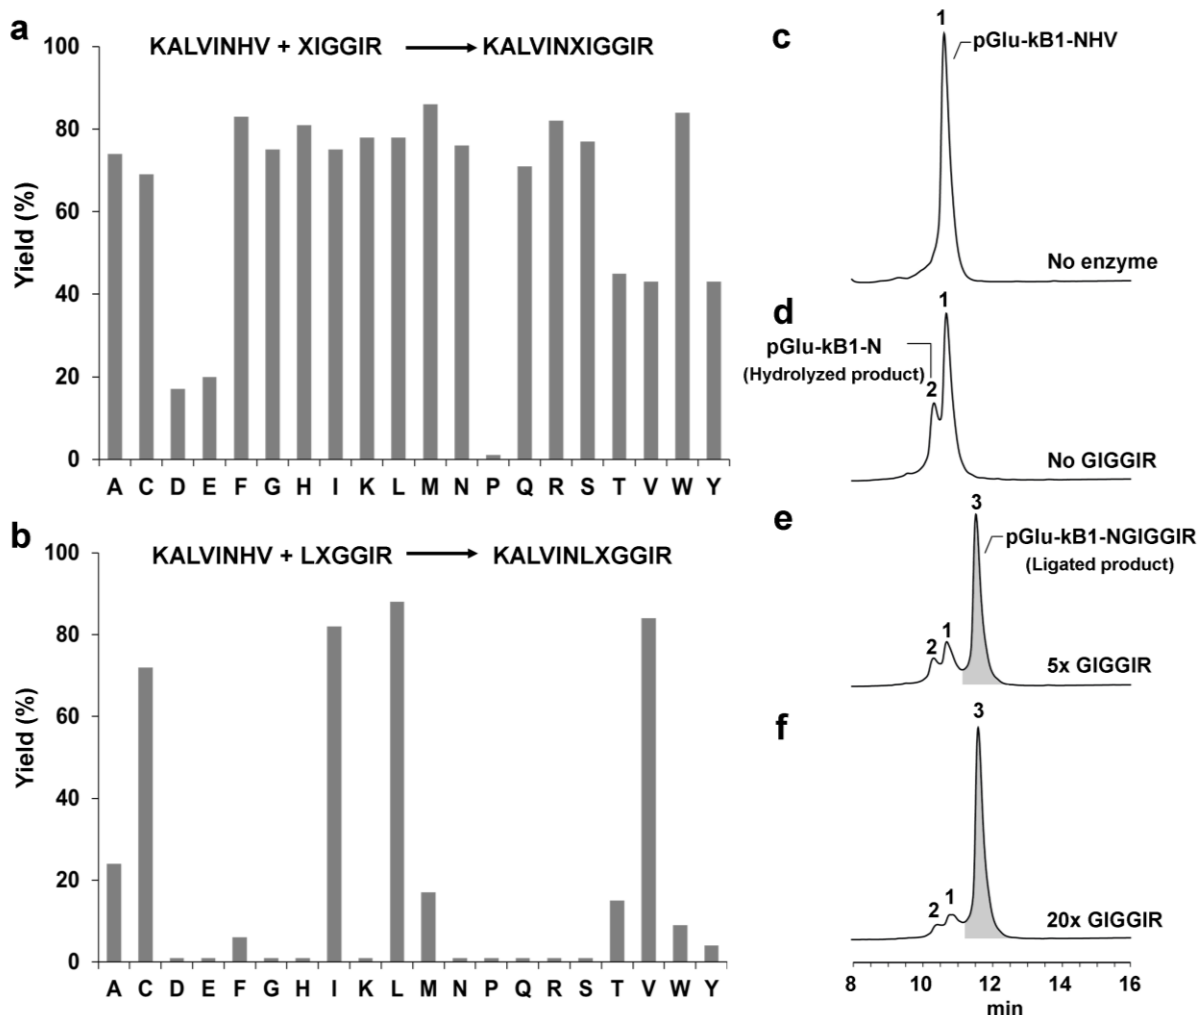 a
KALVINHV + XIGGIR → KALVINXIGGIR
100
80
60
40
20
0
Yield (%)
A C D E F G H I K L M N P Q R S T V W Y
b
KALVINHV + LXGGIR → KALVINLXGGIR
100
80
60
40
20
0
Yield (%)
A C D E F G H I K L M N P Q R S T V W Y
c
1
pGlu-kB1-NHV
No enzyme
d
1
pGlu-kB1-N
(Hydrolyzed product)
2
No GIGGIR
e
3
pGlu-kB1-NGIGGIR
(Ligated product)
2 1
5x GIGGIR
f
3
2 1
20x GIGGIR
8 10 12 14 16
min